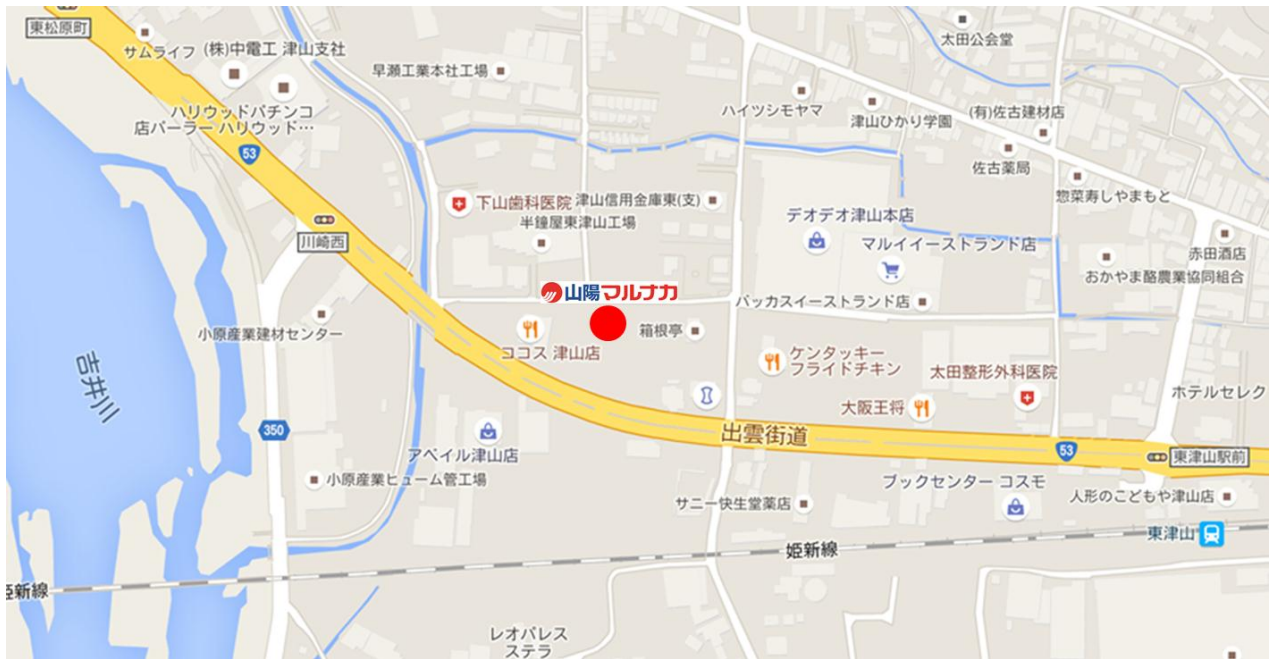 東松原町
サムライフ
(株)中電工 津山支社
ハリウッドパチンコ
店パーラー ハリウッド…
早瀬工業本社工場
太田公会堂
ハイツシモヤマ
津山ひかり学園
(有)佐古建材店
佐古薬局
惣菜寿しやまもと
53
川崎西
下山歯科医院
津山信用金庫東(支)
半鐘屋東津山工場
デオデオ津山本店
マルイイーストランド店
赤田酒店
おかやま酪農業協同組合
山陽マルナカ
バッカスイーストランド店
小原産業建材センター
ココス 津山店
箱根亭
ケンタッキー
フライドチキン
太田整形外科医院
大阪王将
ホテルセレク
吉井川
350
アベイル津山店
出雲街道
53
東津山駅前
小原産業ヒューム管工場
サニー快生堂薬店
ブックセンター コスモ
人形のこどもや津山店
東津山
姫新線
姫新線
レオパレス
ステラ